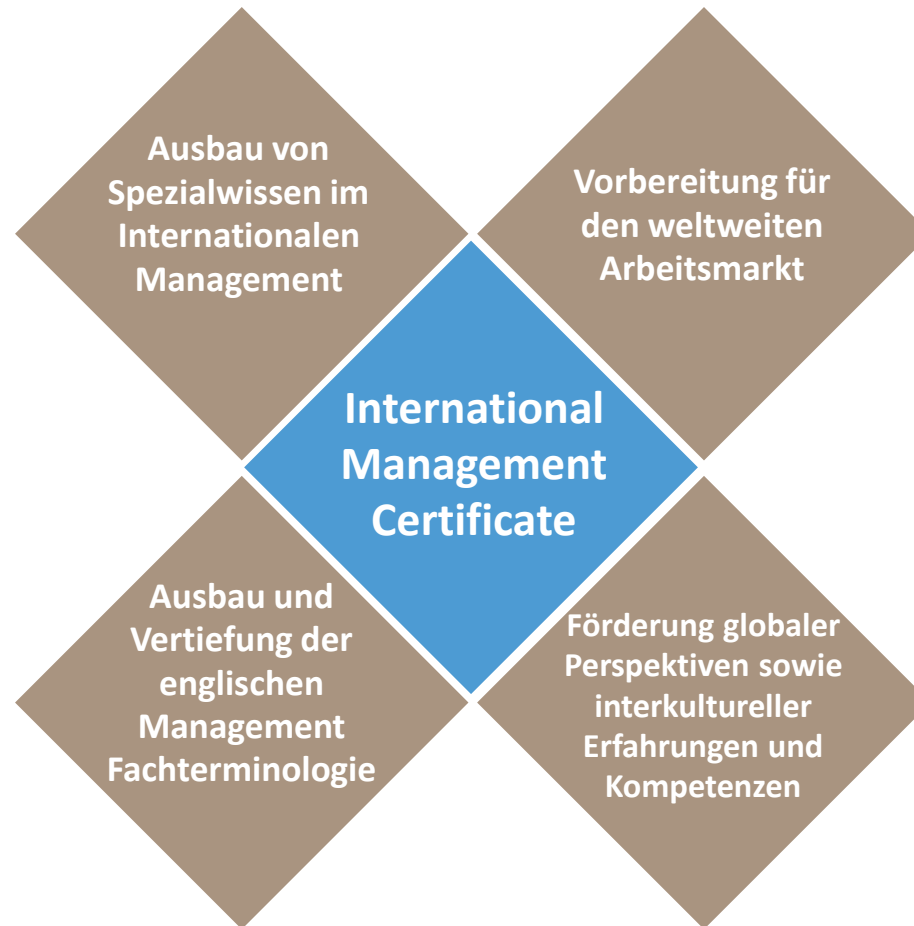 Ausbau von
Spezialwissen im
Internationalen
Management
Vorbereitung für
den weltweiten
Arbeitsmarkt
International
Management
Certificate
Ausbau und
Vertiefung der
englischen
Management
Fachterminologie
Förderung globaler
Perspektiven sowie
interkultureller
Erfahrungen und
Kompetenzen